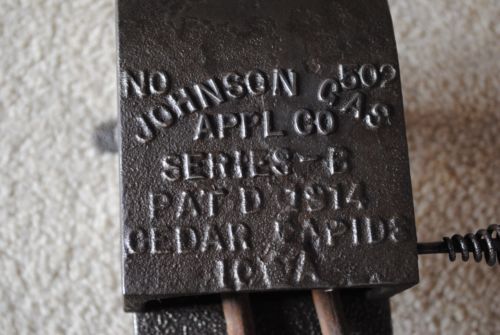 NO 502
JOHNSON GAS
APPL CO
SERIES-B
PAT'D 1914
CEDAR RAPIDS
IOWA